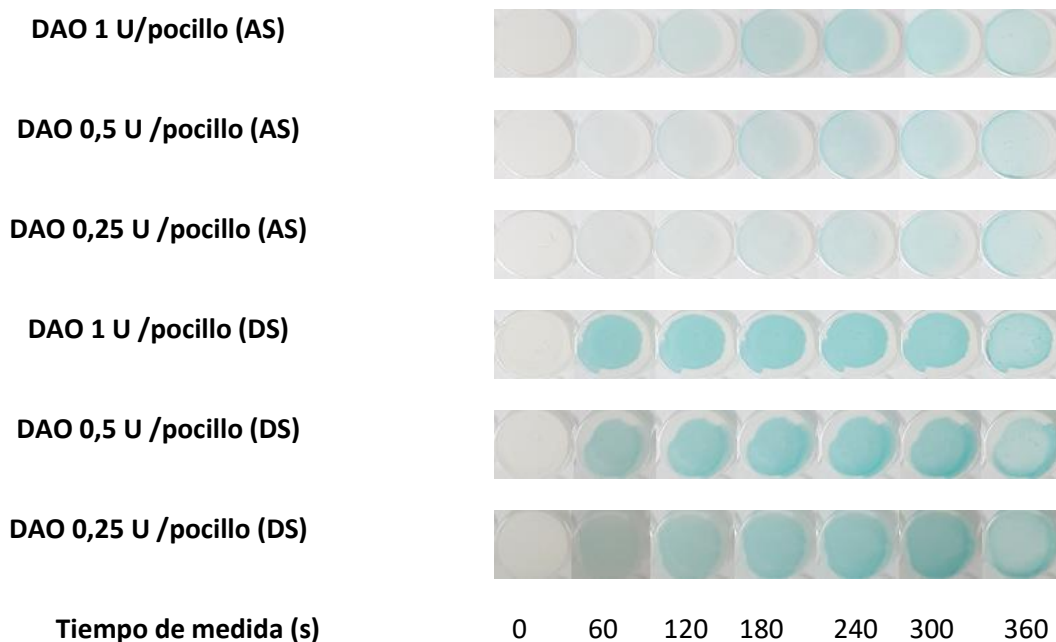 DAO 1 U/pocillo (AS)
DAO 0,5 U /pocillo (AS)
DAO 0,25 U /pocillo (AS)
DAO 1 U /pocillo (DS)
DAO 0,5 U /pocillo (DS)
DAO 0,25 U /pocillo (DS)
Tiempo de medida (s) 0 60 120 180 240 300 360